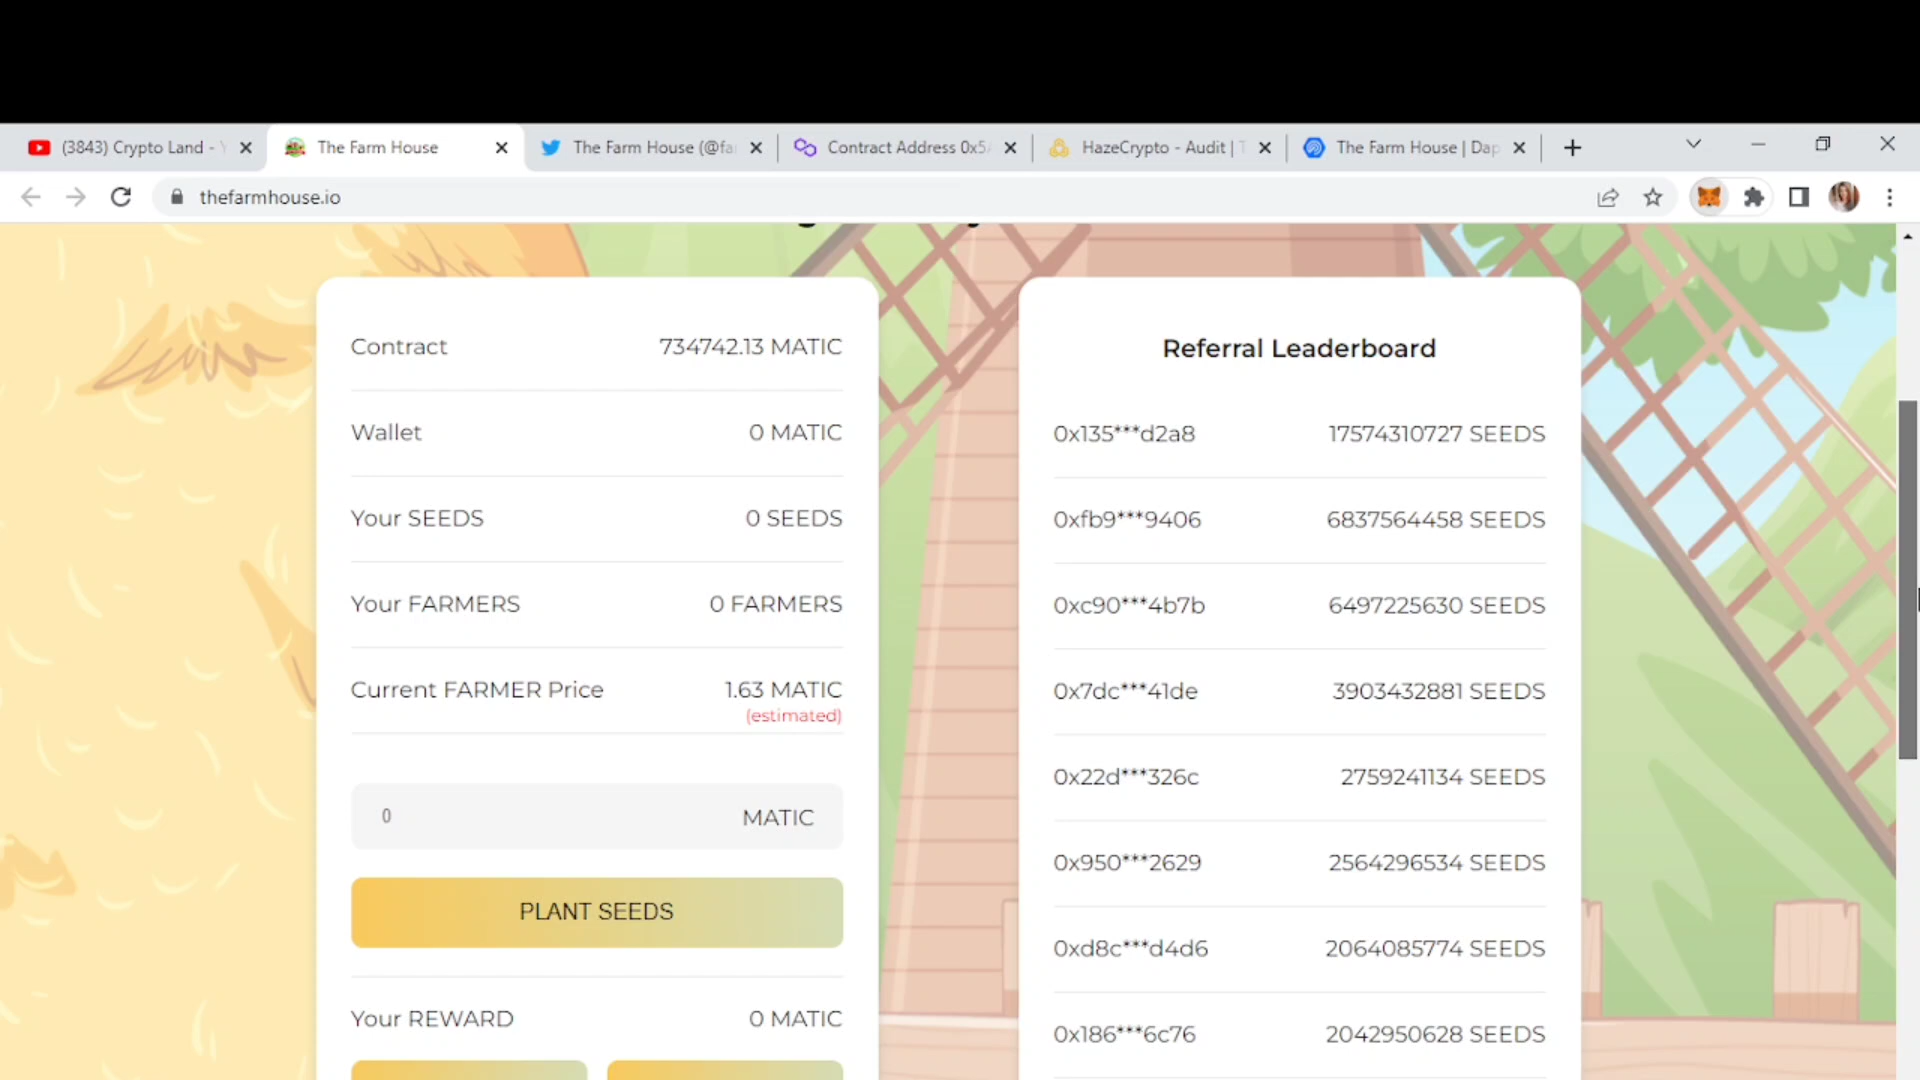 (3843) Crypto Land -
The Farm House
The Farm House (@fa
Contract Address 0x5
HazeCrypto - Audit |
The Farm House | Dap
thefarmhouse.io
Contract 734742.13 MATIC
Wallet 0 MATIC
Your SEEDS 0 SEEDS
Your FARMERS 0 FARMERS
Current FARMER Price 1.63 MATIC
(estimated)
0 MATIC
PLANT SEEDS
Your REWARD 0 MATIC
Referral Leaderboard
0x135***d2a8 17574310727 SEEDS
0xfb9***9406 6837564458 SEEDS
0xc90***4b7b 6497225630 SEEDS
0x7dc***41de 3903432881 SEEDS
0x22d***326c 2759241134 SEEDS
0x950***2629 2564296534 SEEDS
0xd8c***d4d6 2064085774 SEEDS
0x186***6c76 2042950628 SEEDS